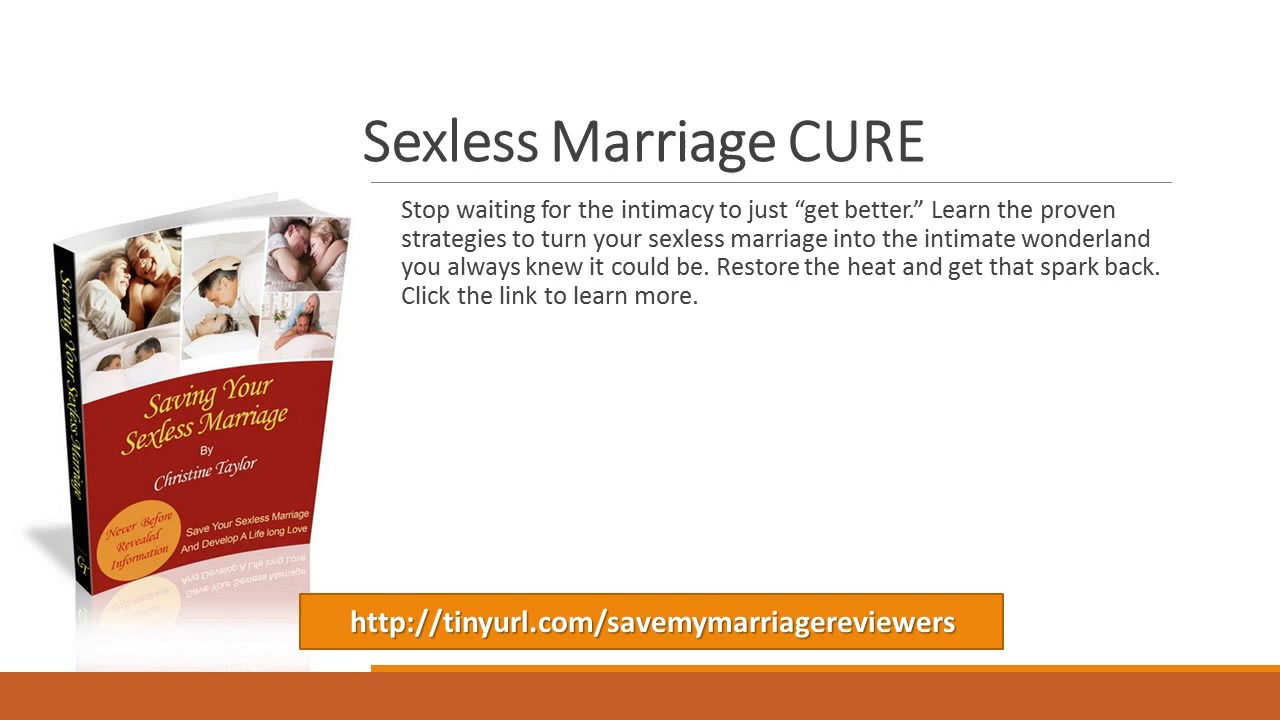 Sexless Marriage CURE
Stop waiting for the intimacy to just “get better.” Learn the proven
strategies to turn your sexless marriage into the intimate wonderland
you always knew it could be. Restore the heat and get that spark back.
Click the link to learn more.
Saving Your Sexless Marriage
CT
Saving Your
Sexless Marriage
By
Christine Taylor
Never Before
Revealed
Information
Save Your Sexless Marriage
And Develop A Life long Love
http://tinyurl.com/savemymarriagereviewers